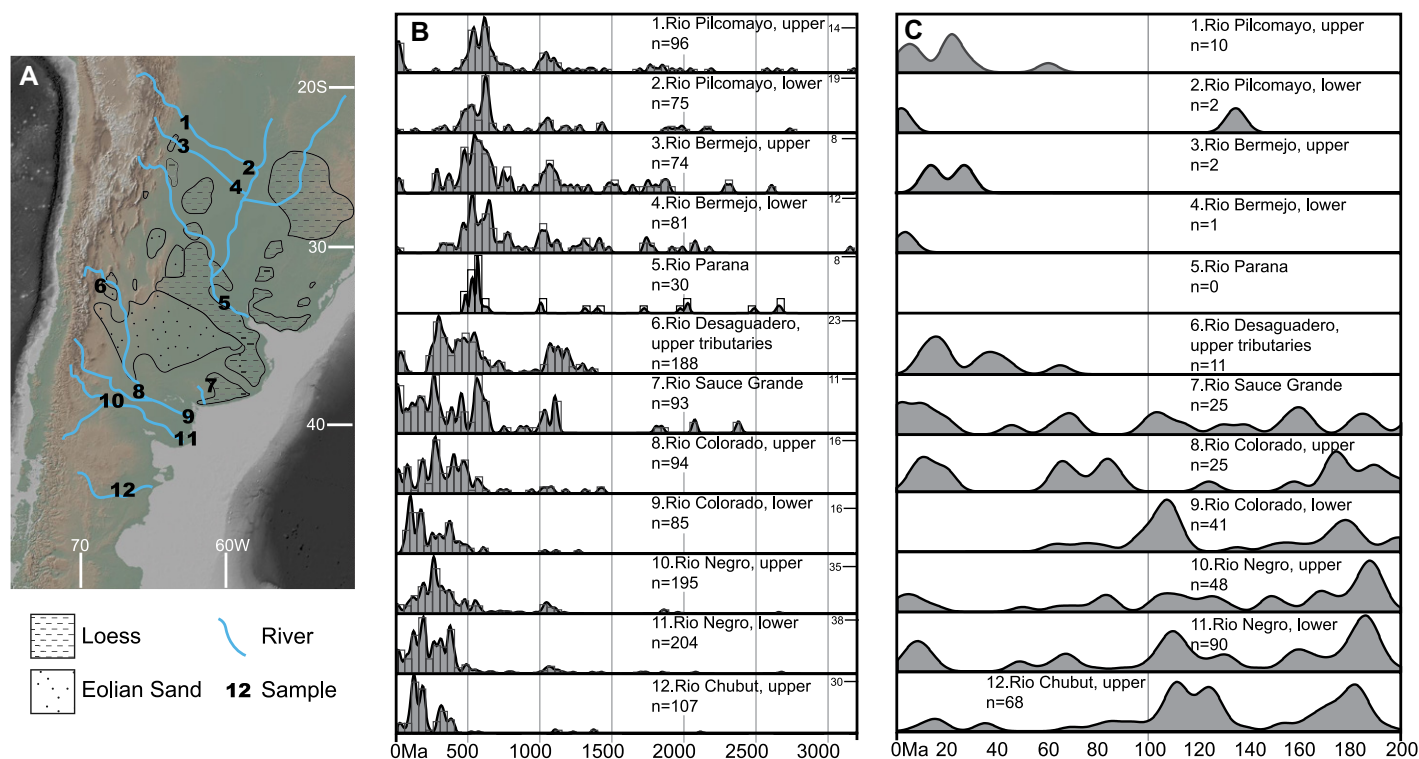 A
20S
30
40
70
60W
1
3
2
4
5
6
7
8
9
10
11
12
Loess
River
Eolian Sand
12 Sample
B
1.Rio Pilcomayo, upper
n=96
14
2.Rio Pilcomayo, lower
n=75
19
3.Rio Bermejo, upper
n=74
8
4.Rio Bermejo, lower
n=81
12
5.Rio Parana
n=30
8
6.Rio Desaguadero,
upper tributaries
n=188
23
7.Rio Sauce Grande
n=93
11
8.Rio Colorado, upper
n=94
16
9.Rio Colorado, lower
n=85
16
10.Rio Negro, upper
n=195
35
11.Rio Negro, lower
n=204
38
12.Rio Chubut, upper
n=107
30
0Ma 500 1000 1500 2000 2500 3000
C
1.Rio Pilcomayo, upper
n=10
2.Rio Pilcomayo, lower
n=2
3.Rio Bermejo, upper
n=2
4.Rio Bermejo, lower
n=1
5.Rio Parana
n=0
6.Rio Desaguadero,
upper tributaries
n=11
7.Rio Sauce Grande
n=25
8.Rio Colorado, upper
n=25
9.Rio Colorado, lower
n=41
10.Rio Negro, upper
n=48
11.Rio Negro, lower
n=90
12.Rio Chubut, upper
n=68
0Ma 20 40 60 80 100 120 140 160 180 200